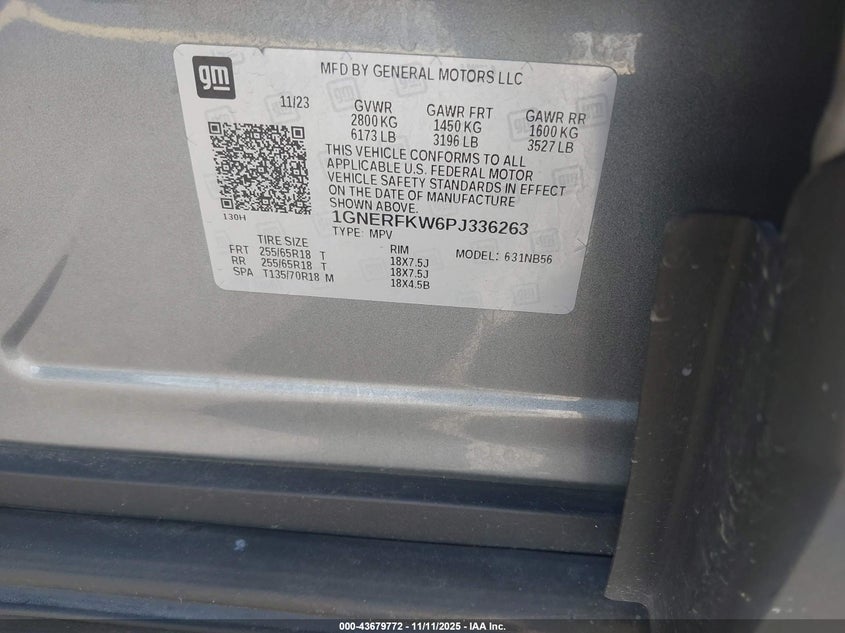 gm
MFD BY GENERAL MOTORS LLC
11/23
GVWR
2800 KG
6173 LB
GAWR FRT
1450 KG
3196 LB
GAWR RR
1600 KG
3527 LB
THIS VEHICLE CONFORMS TO ALL
APPLICABLE U.S. FEDERAL MOTOR
VEHICLE SAFETY STANDARDS IN EFFECT
ON THE DATE OF MANUFACTURE
SHOWN ABOVE.
130H
1GNERFKW6PJ336263
TYPE: MPV
TIRE SIZE RIM MODEL: 631NB56
FRT 255/65R18 T 18X7.5J
RR 255/65R18 T 18X7.5J
SPA T135/70R18 M 18X4.5B
000-43679772 - 11/11/2025 - IAA Inc.